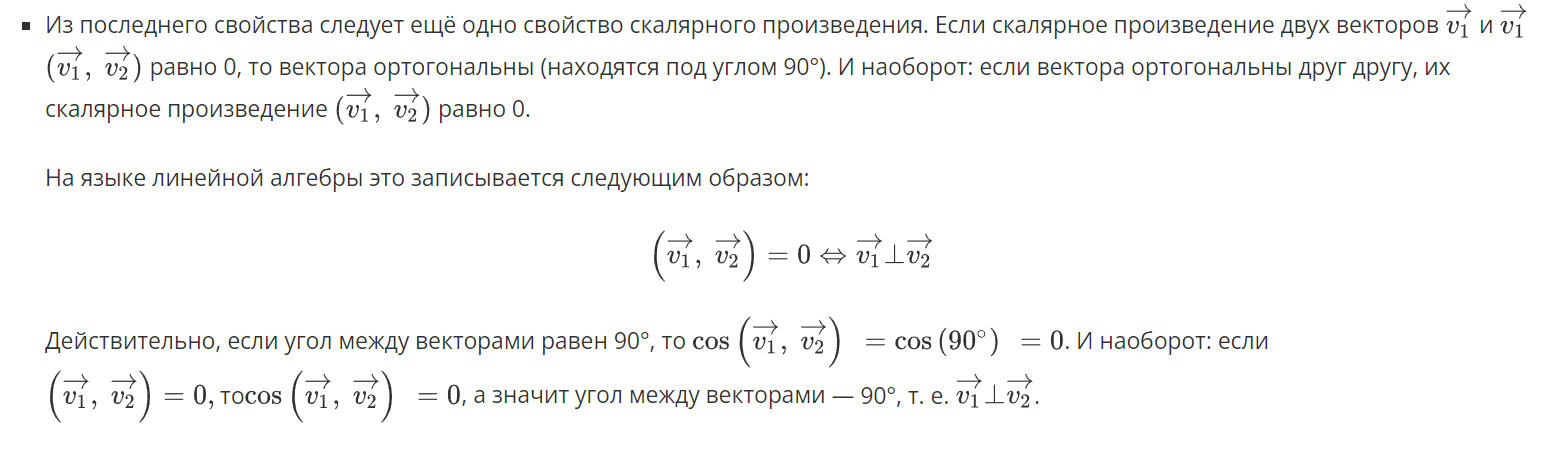 ▪ Из последнего свойства следует ещё одно свойство скалярного произведения. Если скалярное произведение двух векторов $\overrightarrow{v_1}$ и $\overrightarrow{v_1}$
$(\overrightarrow{v_1}, \overrightarrow{v_2})$ равно 0, то вектора ортогональны (находятся под углом 90°). И наоборот: если вектора ортогональны друг другу, их
скалярное произведение $(\overrightarrow{v_1}, \overrightarrow{v_2})$ равно 0.
На языке линейной алгебры это записывается следующим образом:
$\left(\overrightarrow{v_1}, \overrightarrow{v_2}\right) = 0 \Leftrightarrow \overrightarrow{v_1} \bot \overrightarrow{v_2}$
Действительно, если угол между векторами равен 90°, то $\cos\left(\overrightarrow{v_1}, \overrightarrow{v_2}\right) = \cos(90^\circ) = 0$. И наоборот: если
$\left(\overrightarrow{v_1}, \overrightarrow{v_2}\right) = 0$, то$\cos\left(\overrightarrow{v_1}, \overrightarrow{v_2}\right) = 0$, а значит угол между векторами — 90°, т. е. $\overrightarrow{v_1} \bot \overrightarrow{v_2}$.